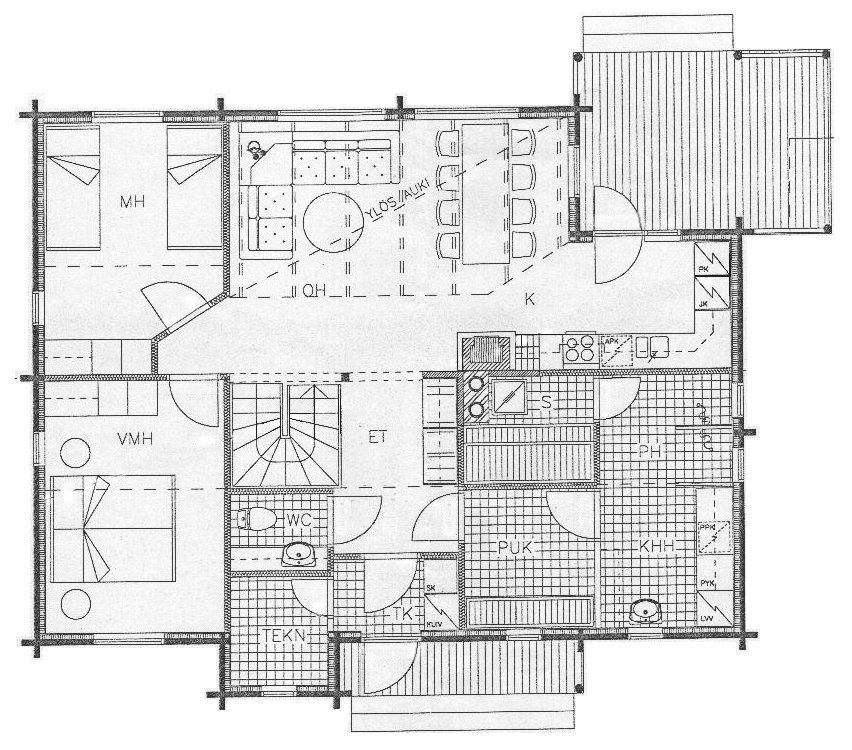 MH
YLÖS AUKI
OH
K
PK
JK
APK
VMH
ET
S
PH
WC
PUK
KHH
PPK
PYK
LVV
TEKN
TK
SK
KUIV